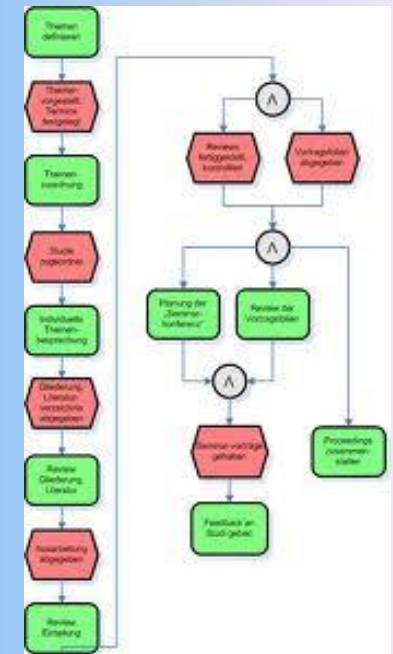 Themen
definieren
Themen
vorgestellt,
Termine
festgelegt
Themen
zuordnung
Studis
zugeordnet
Individuelle
Themen-
besprechung
Gliederung,
Literatur-
verzeichnis
abgegeben
Review
Gliederung,
Literatur
Ausarbeitung
abgegeben
Review
Einteilung
Λ
Reviews
fertiggestellt,
kontrolliert
Vortragsfolien
abgegeben
Λ
Planung der
„Seminar-
konferenz“
Review der
Vortragsfolien
Λ
Seminar-vorträge
gehalten
Proceedings
zusammen-
stellen
Feedback an
Studi geben